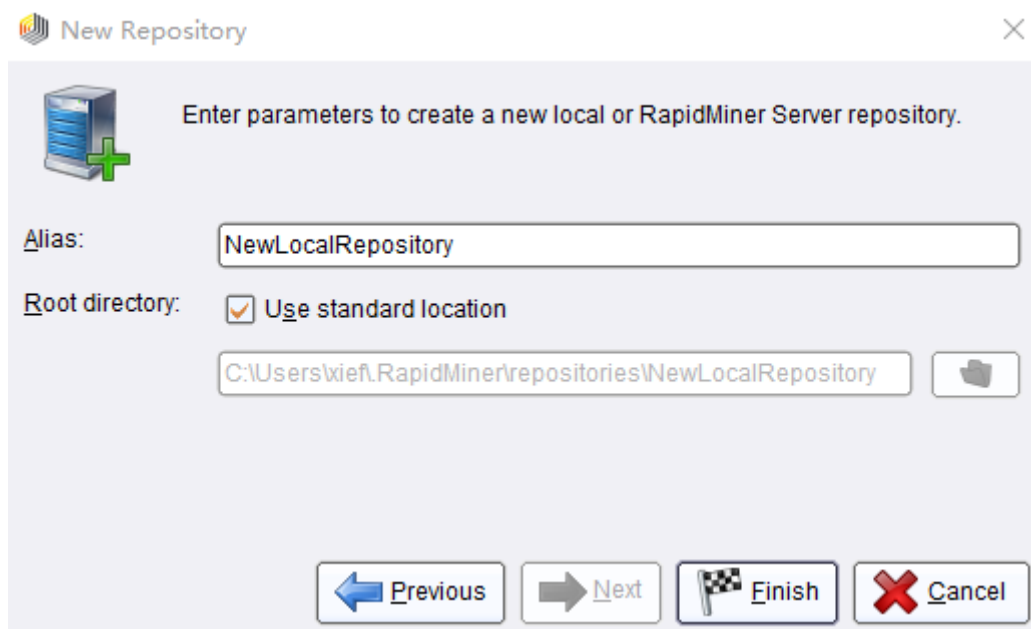 New Repository
Enter parameters to create a new local or RapidMiner Server repository.
Alias:
NewLocalRepository
Root directory:
Use standard location
C:\Users\xief\.RapidMiner\repositories\NewLocalRepository
Previous
Next
Finish
Cancel